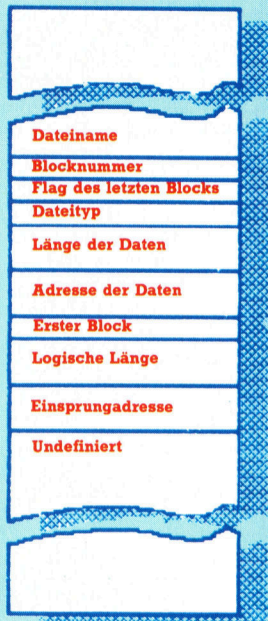 Dateiname
Blocknummer
Flag des letzten Blocks
Dateityp
Länge der Daten
Adresse der Daten
Erster Block
Logische Länge
Einsprungadresse
Undefiniert